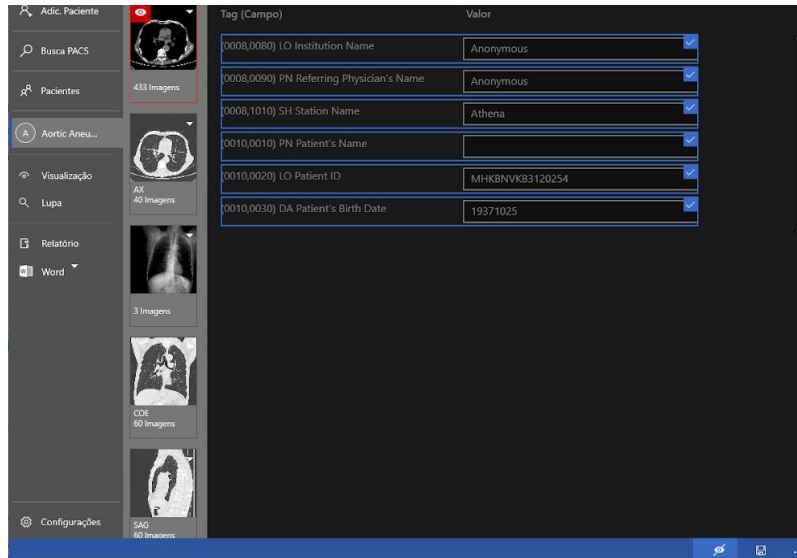 Adic. Paciente
Busca PACS
Pacientes
A Aortic Aneu...
Visualização
Lupa
Relatório
Word
Configurações
433 Imagens
AX
40 Imagens
3 Imagens
COE
60 Imagens
SAG
60 Imagens
Tag (Campo) Valor
(0008,0080) LO Institution Name Anonymous
(0008,0090) PN Referring Physician's Name Anonymous
(0008,1010) SH Station Name Athena
(0010,0010) PN Patient's Name
(0010,0020) LO Patient ID MHKBNVKB3120254
(0010,0030) DA Patient's Birth Date 19371025